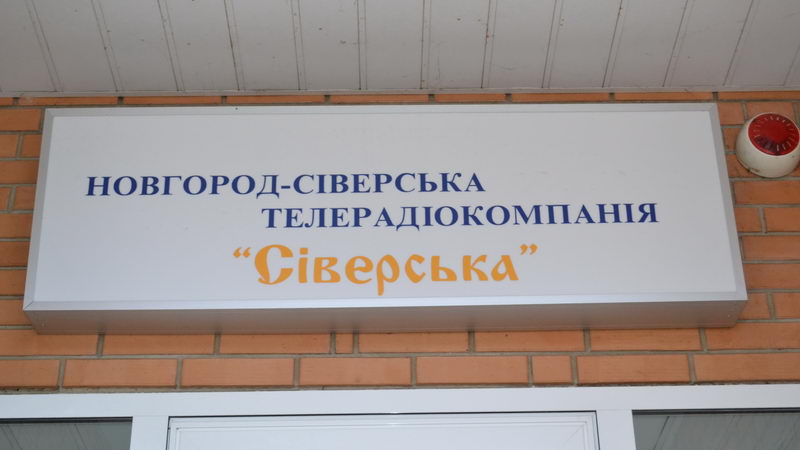 НОВГОРОД-СІВЕРСЬКА
ТЕЛЕРАДІОКОМПАНІЯ
“Сіверська”